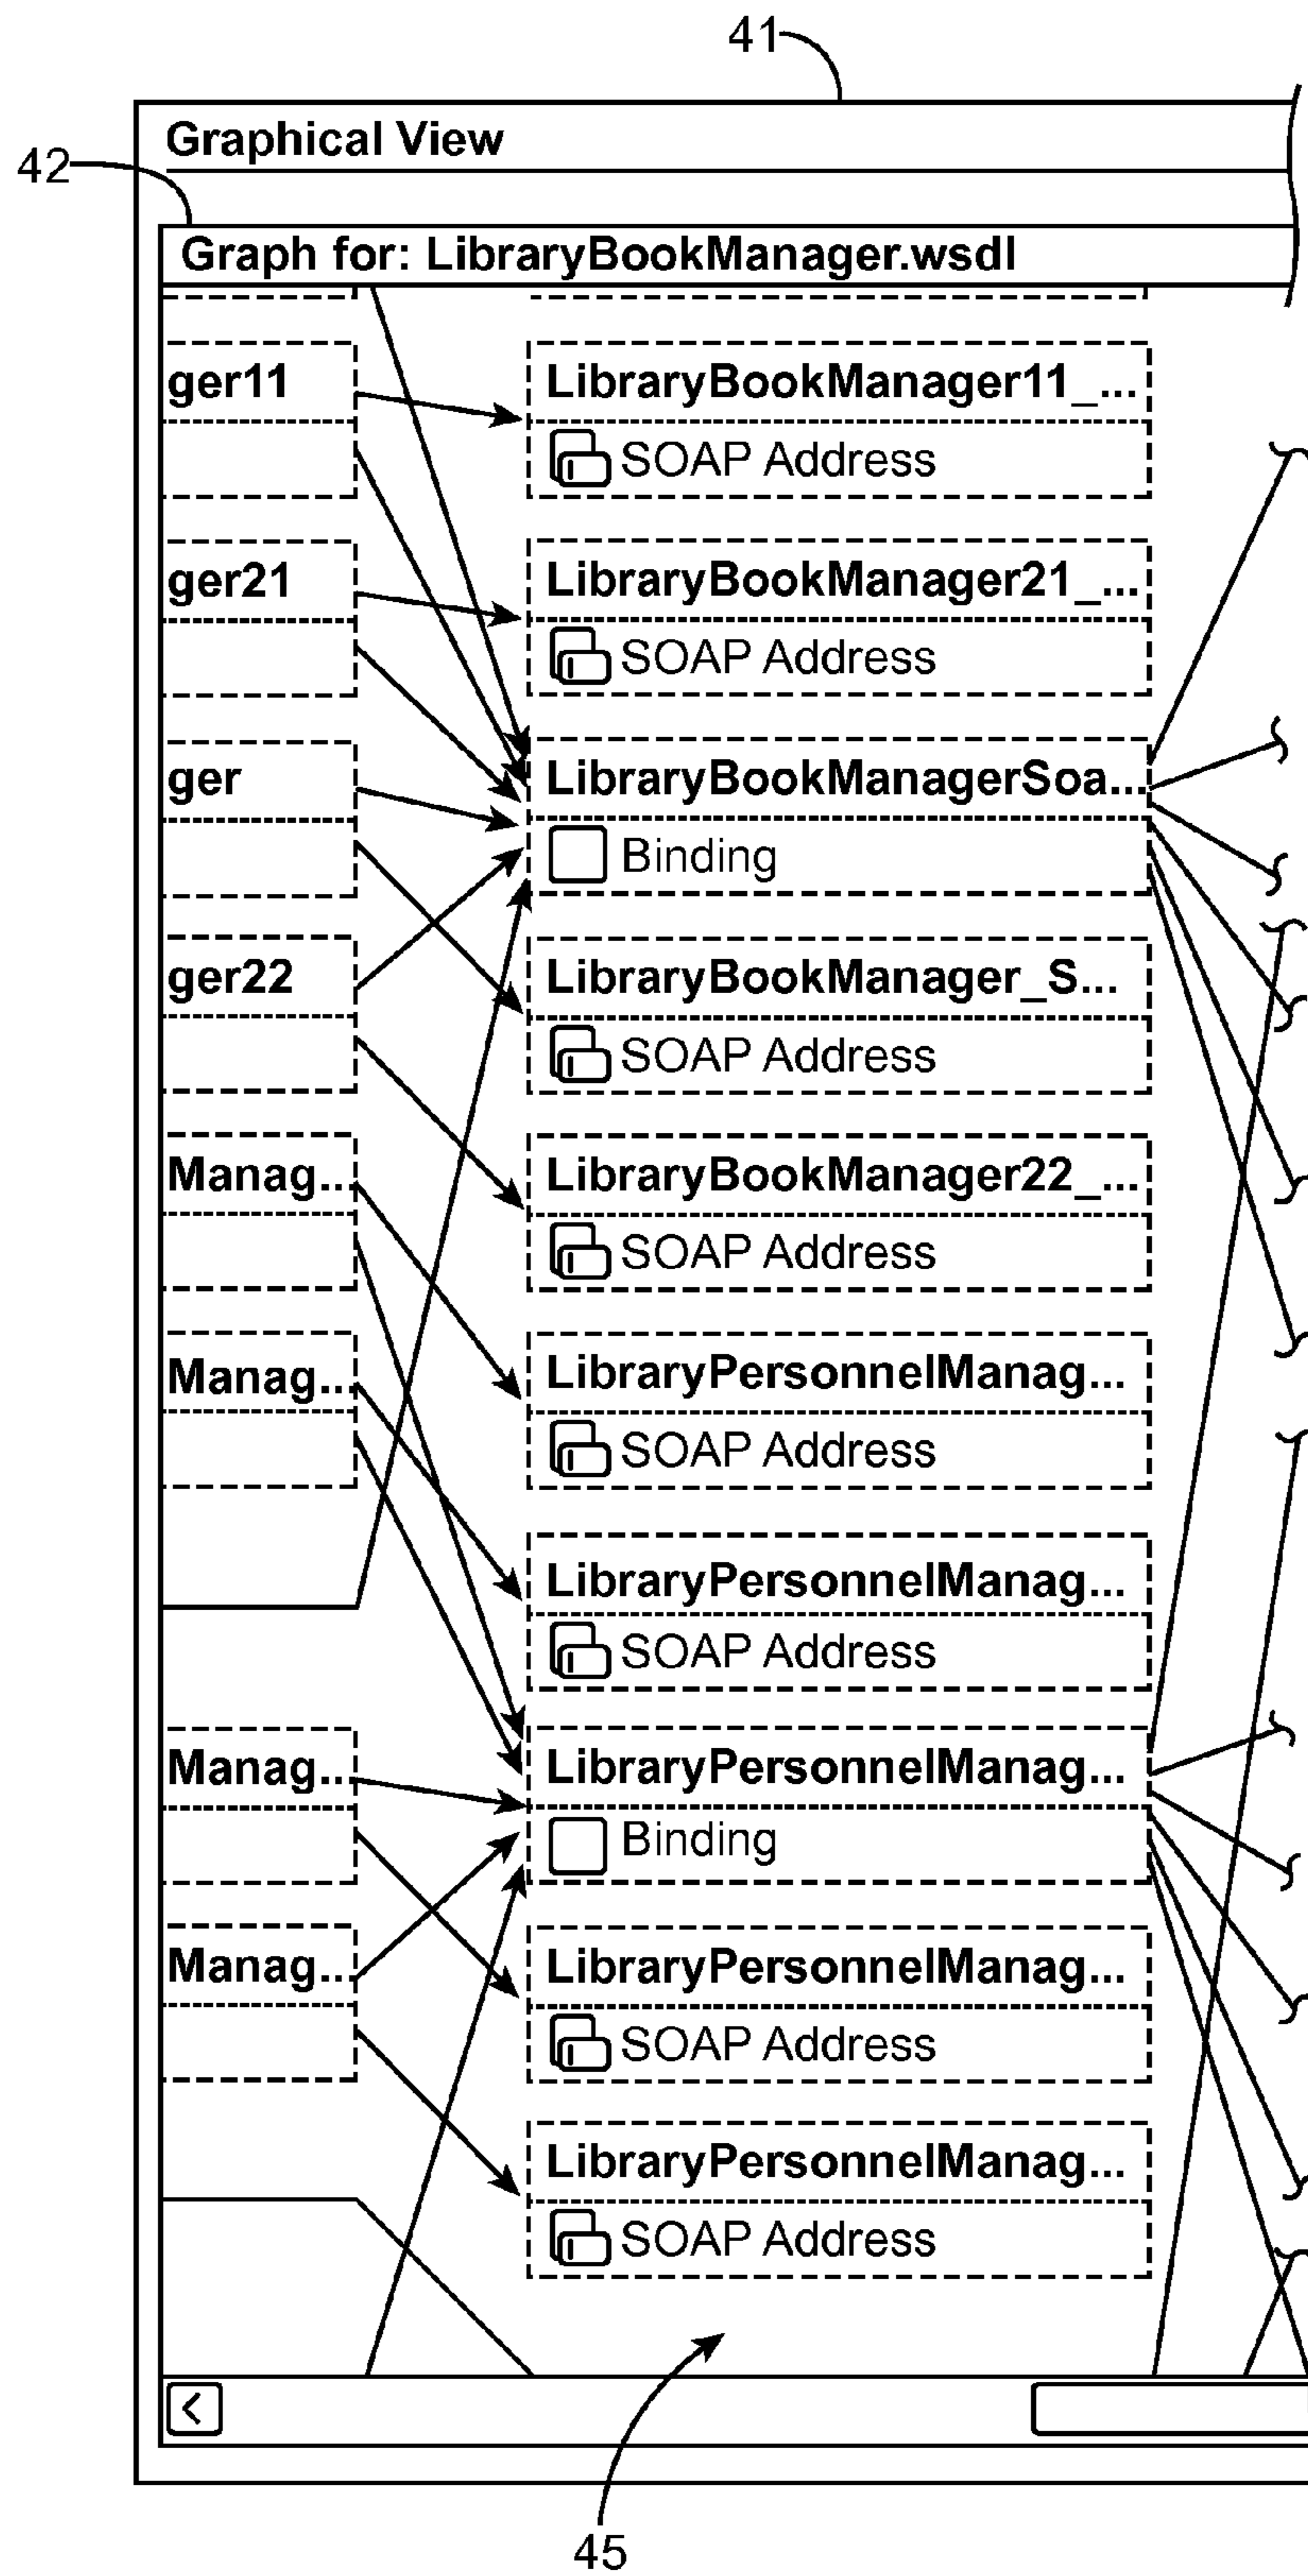 41
Graphical View
42
Graph for: LibraryBookManager.wsdl
ger11
LibraryBookManager11_...
SOAP Address
ger21
LibraryBookManager21_...
SOAP Address
ger
LibraryBookManagerSoa...
Binding
ger22
LibraryBookManager_S...
SOAP Address
Manag...
LibraryBookManager22_...
SOAP Address
Manag...
LibraryPersonnelManag...
SOAP Address
LibraryPersonnelManag...
SOAP Address
Manag...
LibraryPersonnelManag...
Binding
Manag...
LibraryPersonnelManag...
SOAP Address
LibraryPersonnelManag...
SOAP Address
45